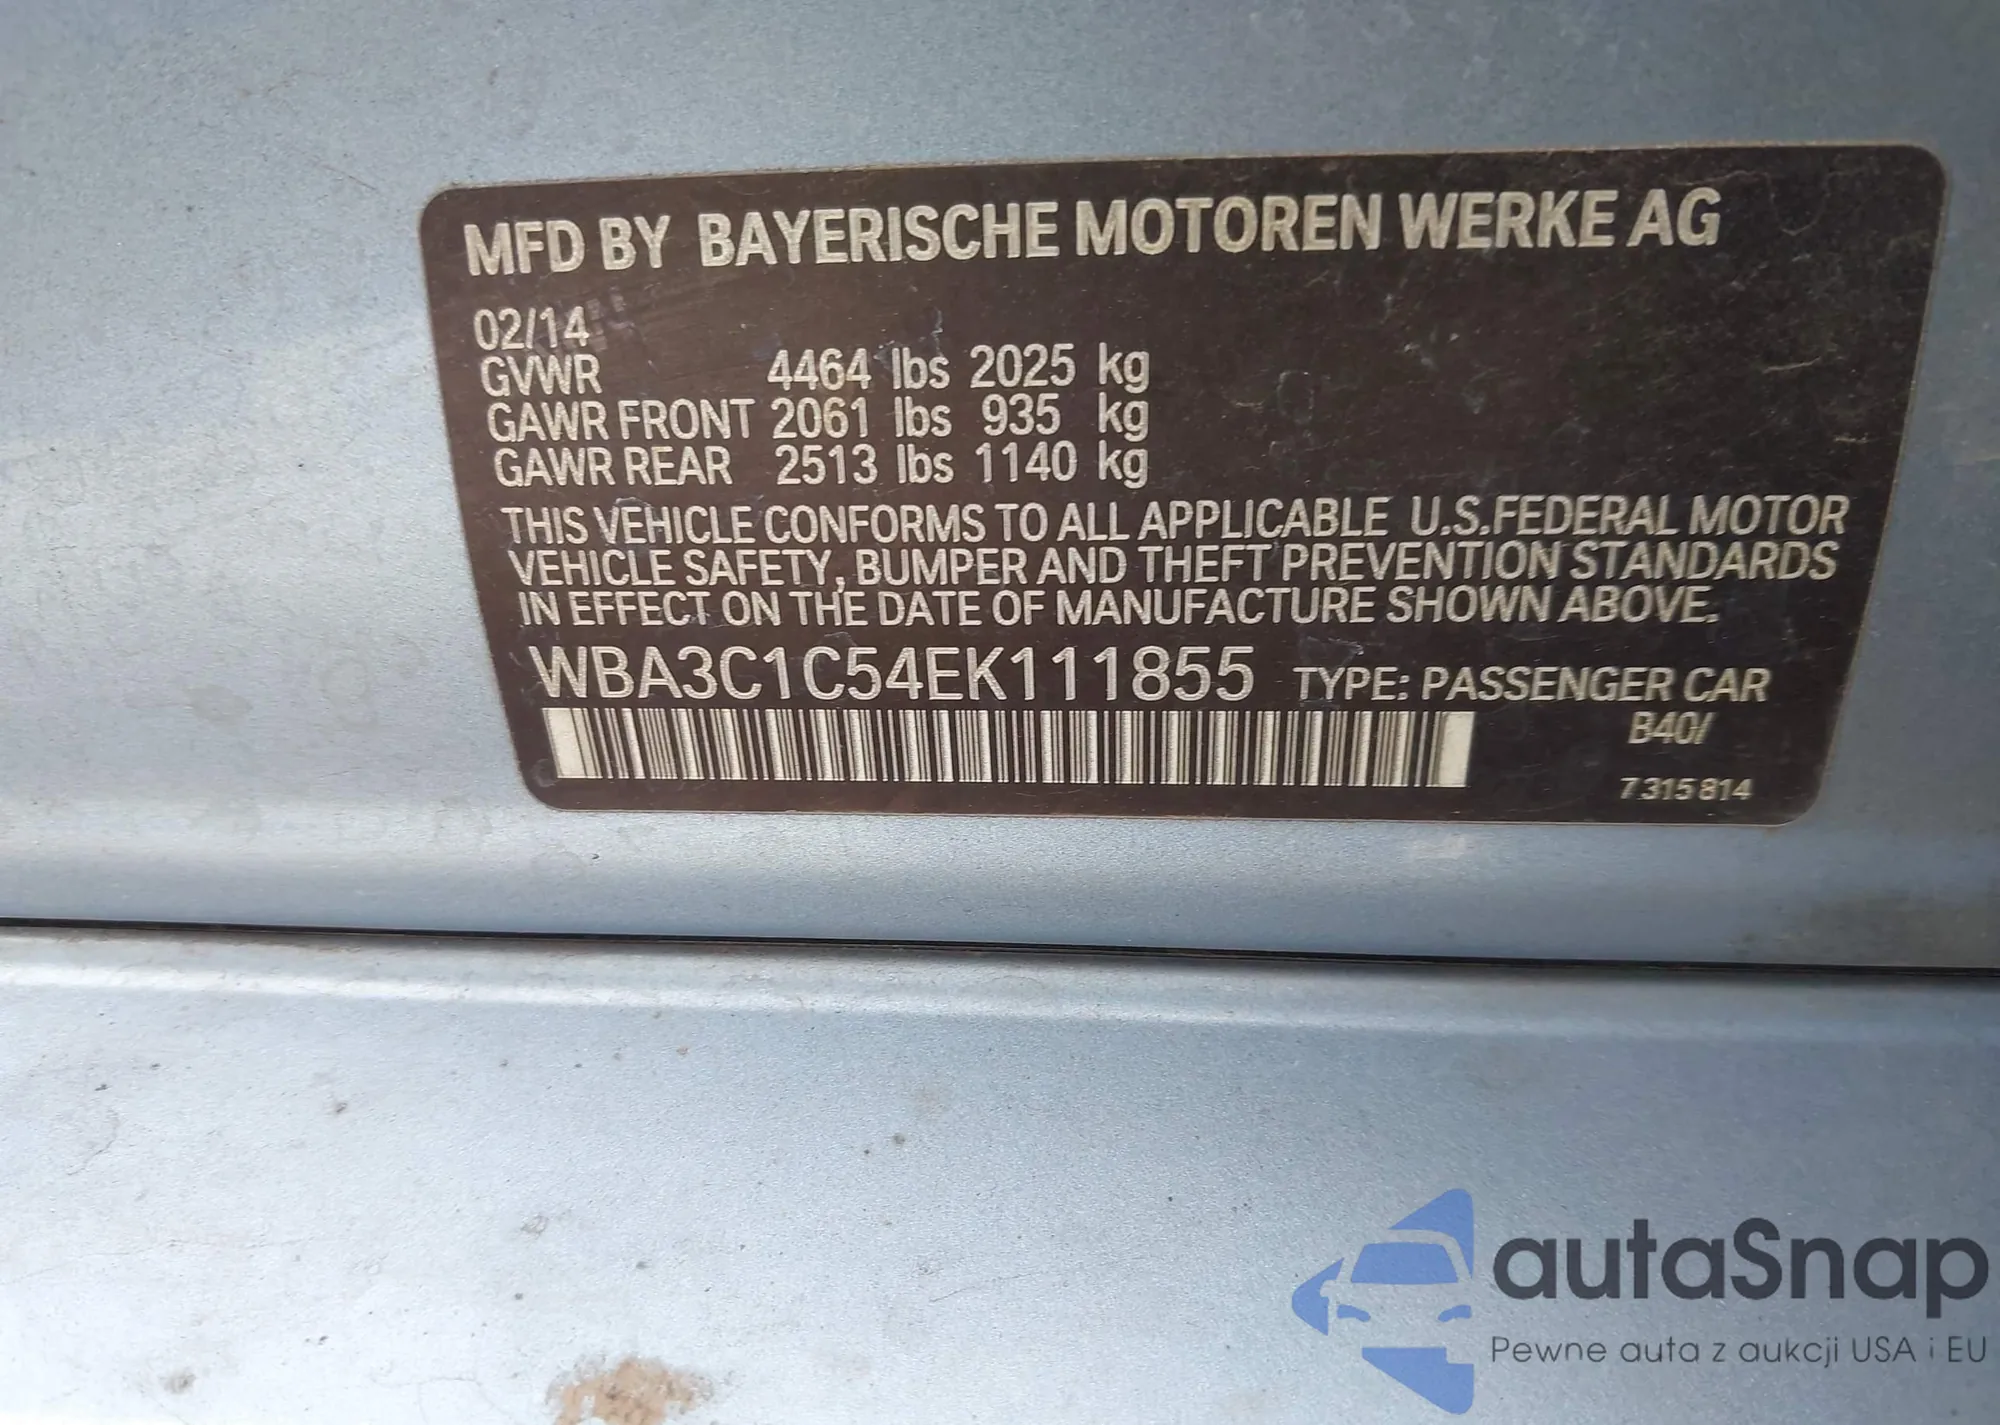 MFD BY BAYERISCHE MOTOREN WERKE AG
02/14
GVWR 4464 lbs 2025 kg
GAWR FRONT 2061 lbs 935 kg
GAWR REAR 2513 lbs 1140 kg
THIS VEHICLE CONFORMS TO ALL APPLICABLE U.S.FEDERAL MOTOR
VEHICLE SAFETY, BUMPER AND THEFT PREVENTION STANDARDS
IN EFFECT ON THE DATE OF MANUFACTURE SHOWN ABOVE.
WBA3C1C54EK111855 TYPE: PASSENGER CAR
B40/
7 315 814
autaSnap
Pewne auta z aukcji USA i EU